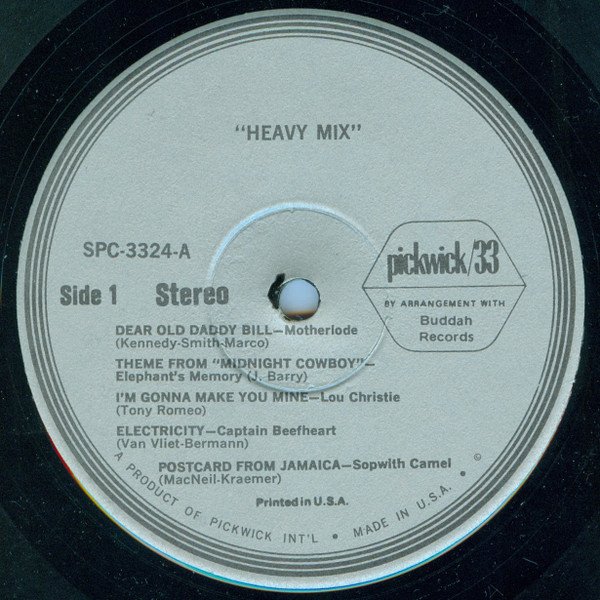 "HEAVY MIX"
SPC-3324-A
Side 1 Stereo
pickwick/33
BY ARRANGEMENT WITH
Buddah
Records
DEAR OLD DADDY BILL—Motherlode
(Kennedy-Smith-Marco)
THEME FROM "MIDNIGHT COWBOY"—
Elephant's Memory (J. Barry)
I'M GONNA MAKE YOU MINE—Lou Christie
(Tony Romeo)
ELECTRICITY—Captain Beefheart
(Van Vliet-Bermann)
POSTCARD FROM JAMAICA—Sopwith Camel
(MacNeil-Kraemer)
Printed in U.S.A.
A PRODUCT OF PICKWICK INT'L • MADE IN U.S.A. • ©